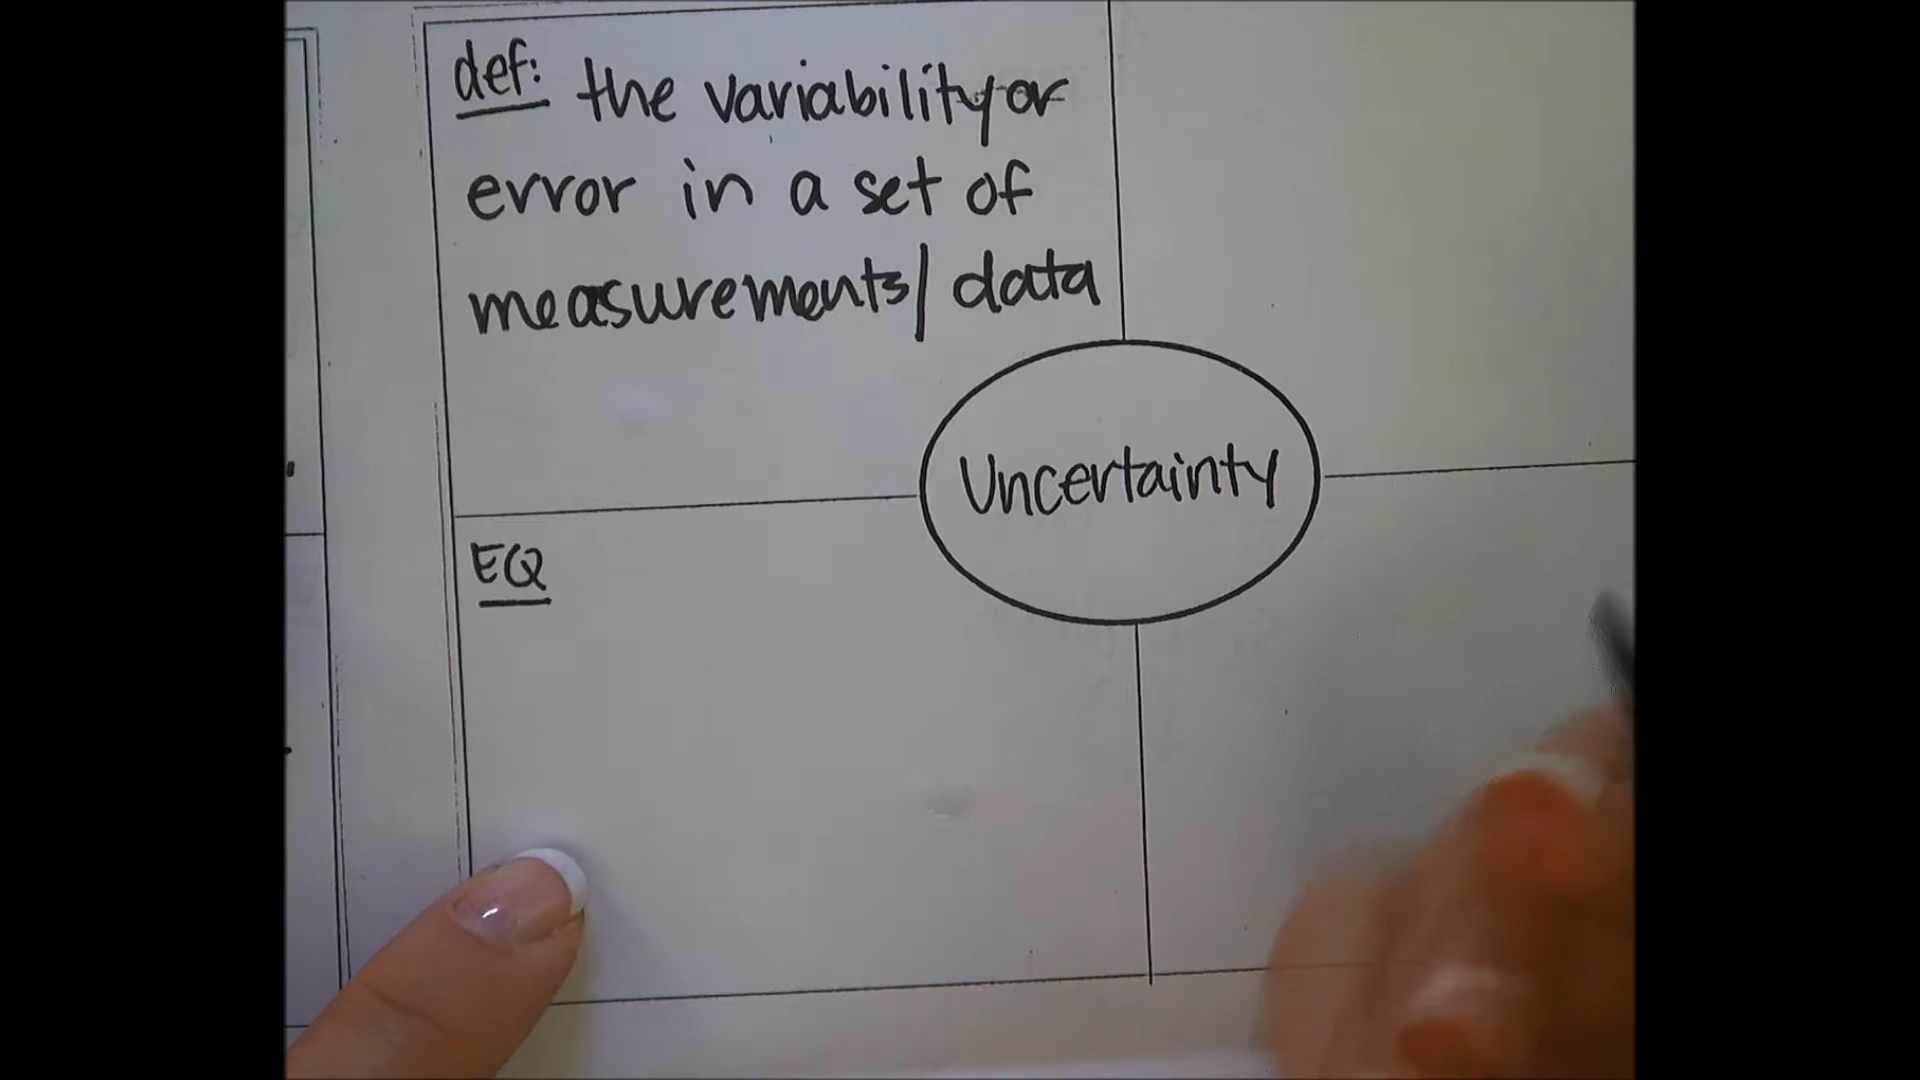 def: the variability or
error in a set of
measurements/data
Uncertainty
EQ